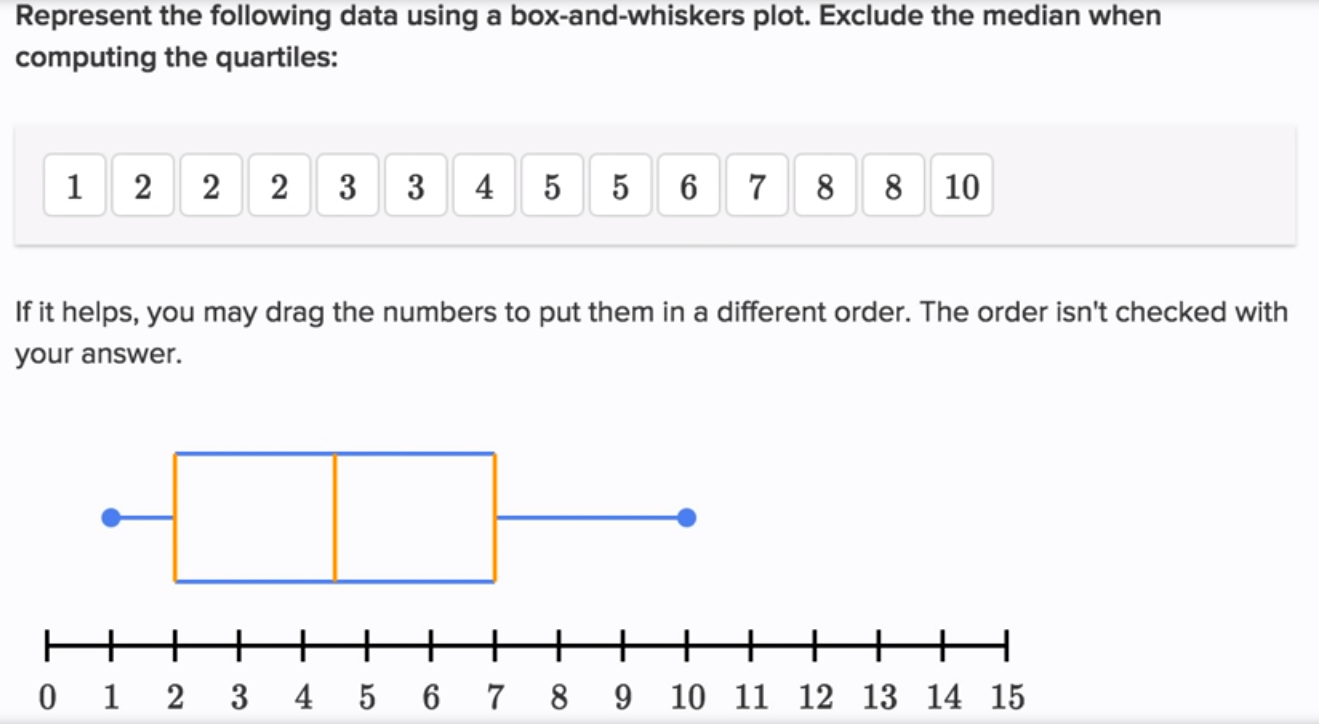 Represent the following data using a box-and-whiskers plot. Exclude the median when
computing the quartiles:
1 2 2 2 3 3 4 5 5 6 7 8 8 10
If it helps, you may drag the numbers to put them in a different order. The order isn't checked with
your answer.
0 1 2 3 4 5 6 7 8 9 10 11 12 13 14 15